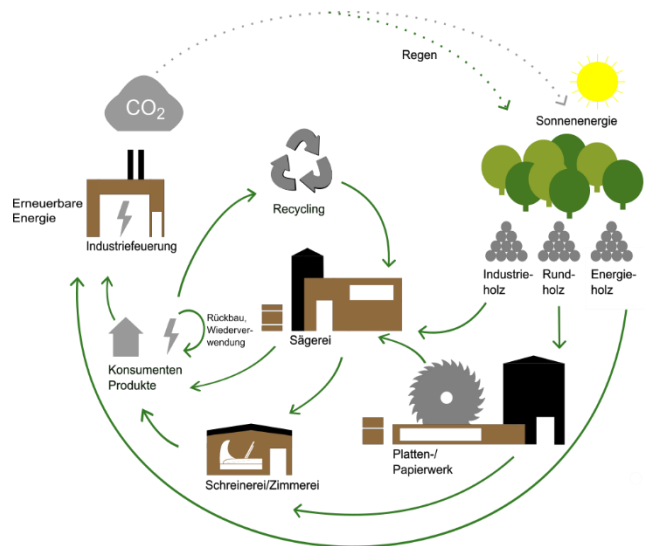 Regen
CO2
Sonnenenergie
Erneuerbare
Energie
Industriefeuerung
Recycling
Industrie-
holz
Rund-
holz
Energie-
holz
Rückbau,
Wiederver-
wendung
Sägerei
Konsumenten
Produkte
Platten-/
Papierwerk
Schreinerei/Zimmerei